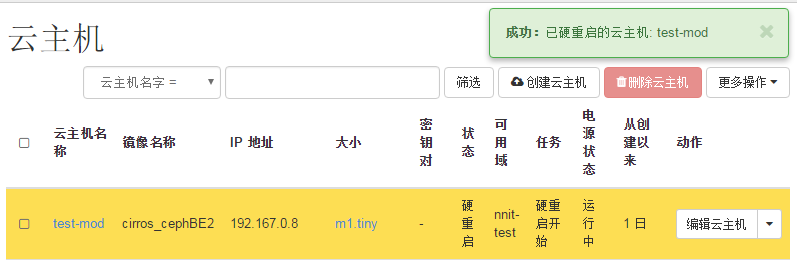 云主机
成功：已硬重启的云主机: test-mod
云主机名字 =
筛选
创建云主机
删除云主机
更多操作
云主机名称
镜像名称
IP 地址
大小
密钥对
状态
可用域
任务
电源状态
从创建以来
动作
test-mod
cirros_cephBE2
192.167.0.8
m1.tiny
-
硬重启
nnit-test
硬重启开始
运行中
1 日
编辑云主机